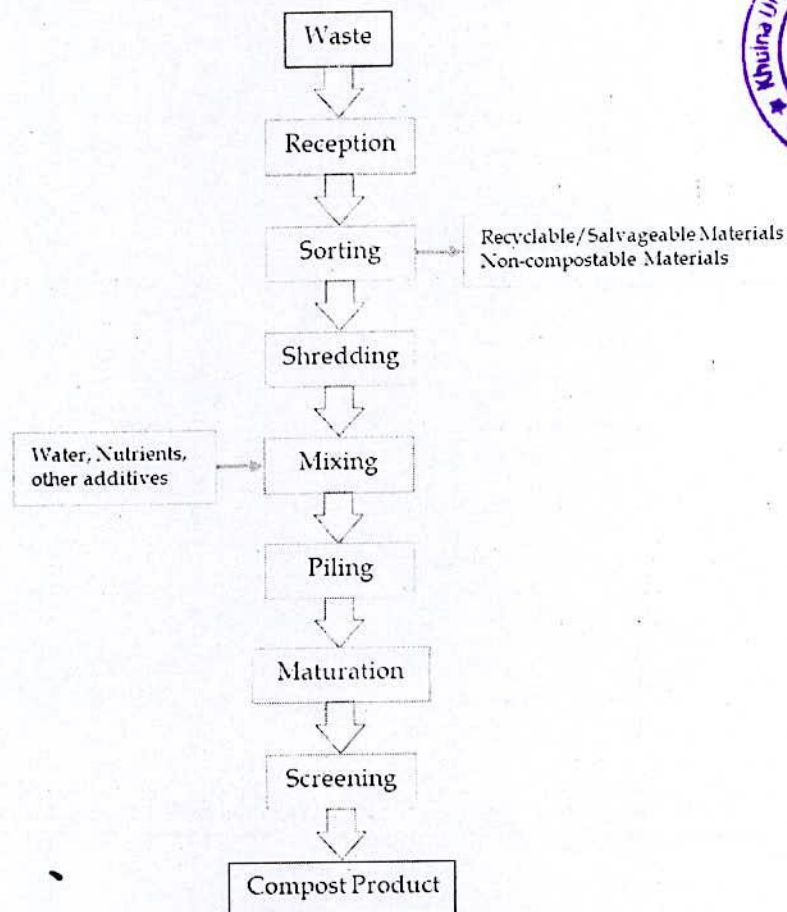 Waste
Reception
Sorting
Recyclable/Salvageable Materials
Non-compostable Materials
Shredding
Water, Nutrients,
other additives
Mixing
Piling
Maturation
Screening
Compost Product
★ Khulna